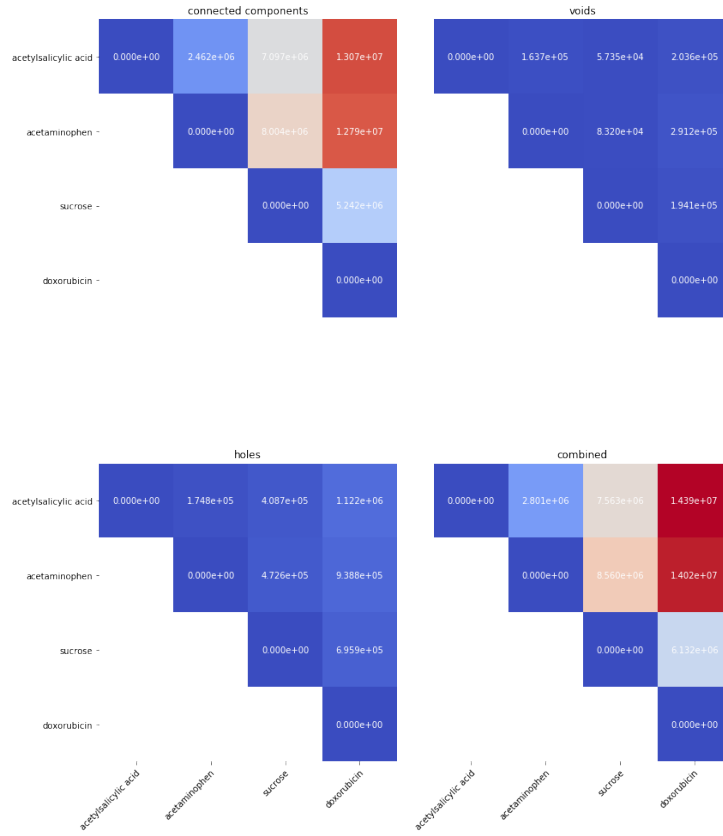 connected components
voids
acetylsalicylic acid 0.000e+00 2.462e+06 7.097e+06 1.307e+07 0.000e+00 1.637e+05 5.735e+04 2.036e+05
acetaminophen 0.000e+00 8.004e+06 1.279e+07 0.000e+00 8.320e+04 2.912e+05
sucrose 0.000e+00 5.242e+06 0.000e+00 1.941e+05
doxorubicin 0.000e+00 0.000e+00
holes
combined
acetylsalicylic acid 0.000e+00 1.748e+05 4.087e+05 1.122e+06 0.000e+00 2.801e+06 7.563e+06 1.439e+07
acetaminophen 0.000e+00 4.726e+05 9.388e+05 0.000e+00 8.560e+06 1.402e+07
sucrose 0.000e+00 6.959e+05 0.000e+00 6.132e+06
doxorubicin 0.000e+00 0.000e+00
acetylsalicylic acid
acetaminophen
sucrose
doxorubicin
acetylsalicylic acid
acetaminophen
sucrose
doxorubicin